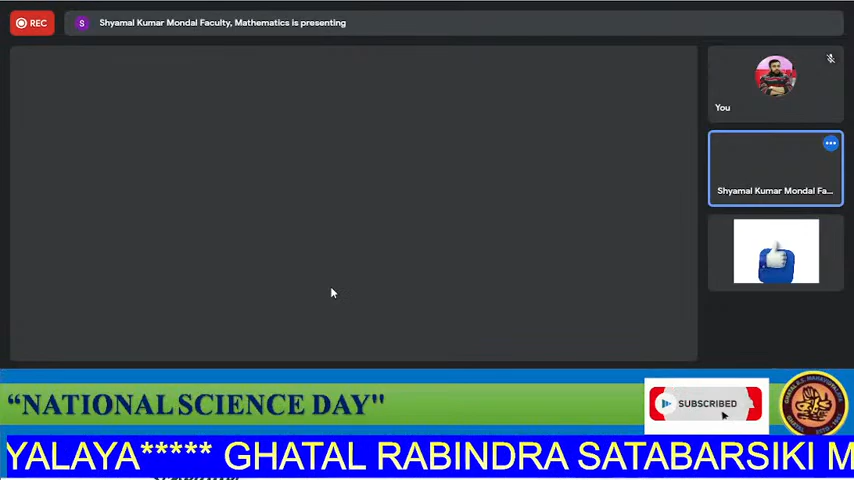 REC
S
Shyamal Kumar Mondal Faculty, Mathematics is presenting
You
Shyamal Kumar Mondal Fa...
“NATIONAL SCIENCE DAY"
SUBSCRIBED
YALAYA***** GHATAL RABINDRA SATABARSIKI M